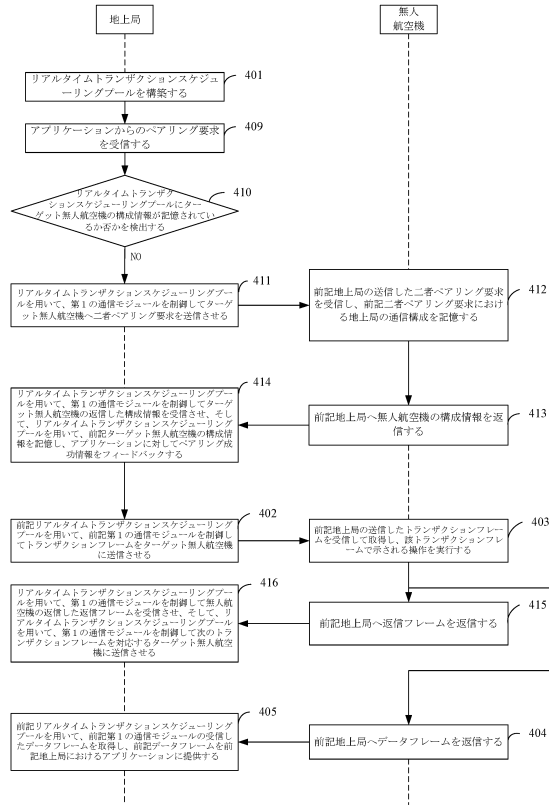 地上局
無人
航空機
リアルタイムトランザクションスケジュ
ーリングプールを構築する
401
アプリケーションからのペアリング要求
を受信する
409
リアルタイムトランザク
ションスケジューリングプールにター
ゲット無人航空機の構成情報が記憶されてい
るか否かを検出する
410
NO
リアルタイムトランザクションスケジューリングプー
ルを用いて、第1の通信モジュールを制御してターゲ
ット無人航空機へ二者ペアリング要求を送信させる
411
前記地上局の送信した二者ペアリング要求
を受信し、前記二者ペアリング要求における
地上局の通信構成を記憶する
412
リアルタイムトランザクションスケジューリングプー
ルを用いて、第1の通信モジュールを制御してターゲ
ット無人航空機の返信した構成情報を受信させ、そし
て、リアルタイムトランザクションスケジューリング
プールを用いて、前記ターゲット無人航空機の構成情
報を記憶し、アプリケーションに対してペアリング成
功情報をフィードバックする
414
前記地上局へ無人航空機の構成情報を返
信する
413
前記リアルタイムトランザクションスケジューリング
プールを用いて、前記第1の通信モジュールを制御し
てトランザクションフレームをターゲット無人航空機
に送信させる
402
前記地上局の送信したトランザクションフレー
ムを受信して取得し、該トランザクションフレ
ームで示される操作を実行する
403
リアルタイムトランザクションスケジューリングプー
ルを用いて、第1の通信モジュールを制御して無人航
空機の返信した返信フレームを受信させ、そして、リ
アルタイムトランザクションスケジューリングプール
を用いて、第1の通信モジュールを制御して次のトラ
ンザクションフレームを対応するターゲット無人航空
機に送信させる
416
前記地上局へ返信フレームを返信する
415
前記リアルタイムトランザクションスケジューリング
プールを用いて、前記第1の通信モジュールの受信し
たデータフレームを取得し、前記データフレームを前
記地上局におけるアプリケーションに提供する
405
前記地上局へデータフレームを返信する
404